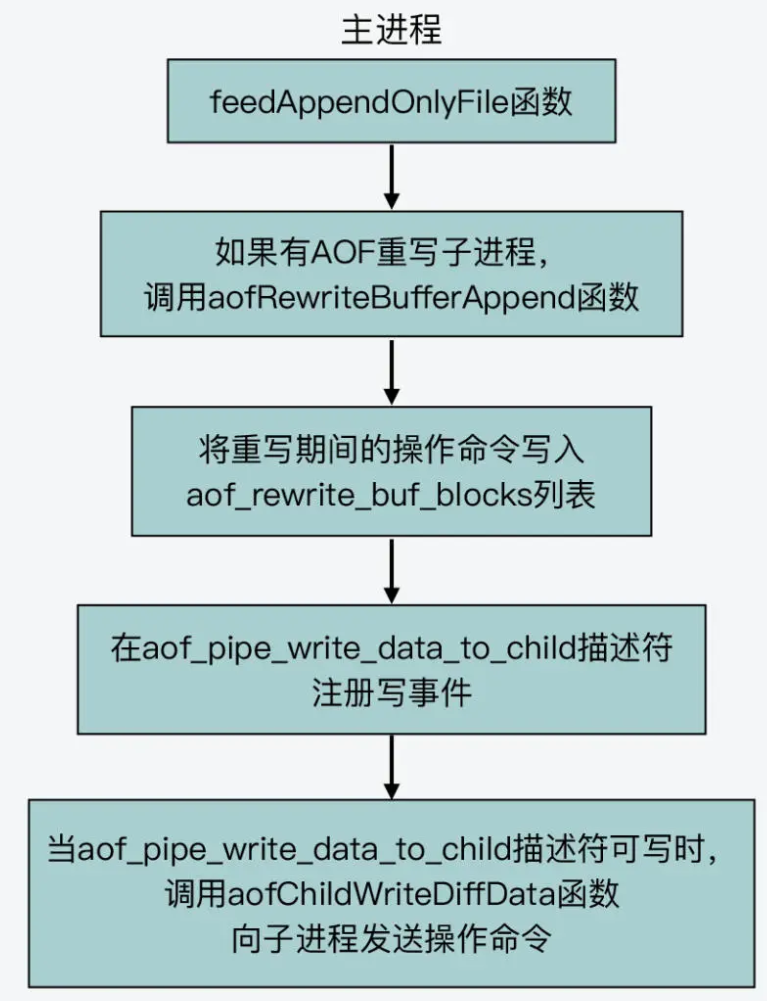 主进程
feedAppendOnlyFile函数
如果有AOF重写子进程，
调用aofRewriteBufferAppend函数
将重写期间的操作命令写入
aof_rewrite_buf_blocks列表
在aof_pipe_write_data_to_child描述符
注册写事件
当aof_pipe_write_data_to_child描述符可写时，
调用aofChildWriteDiffData函数
向子进程发送操作命令